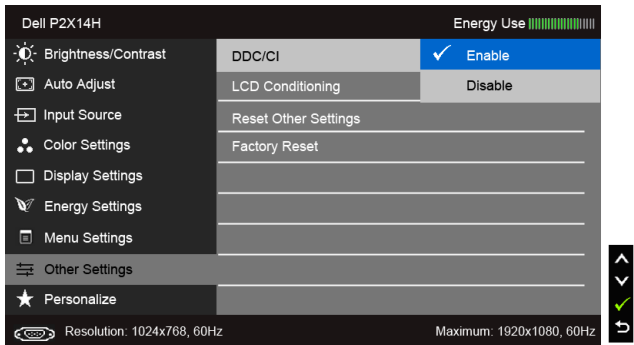 Dell P2X14H Energy Use
Brightness/Contrast DDC/CI Enable
Auto Adjust LCD Conditioning Disable
Input Source Reset Other Settings
Color Settings Factory Reset
Display Settings
Energy Settings
Menu Settings
Other Settings
Personalize
Resolution: 1024x768, 60Hz Maximum: 1920x1080, 60Hz